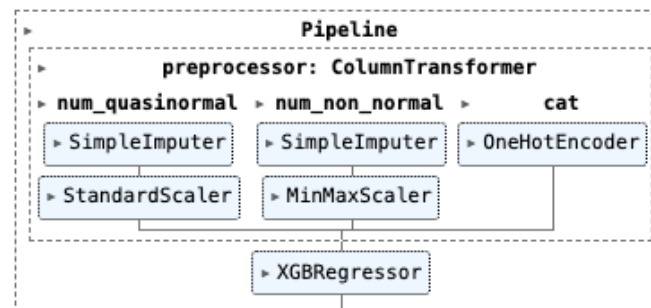 Pipeline
preprocessor: ColumnTransformer
num_quasinormal num_non_normal cat
SimpleImputer SimpleImputer OneHotEncoder
StandardScaler MinMaxScaler
XGBRegressor